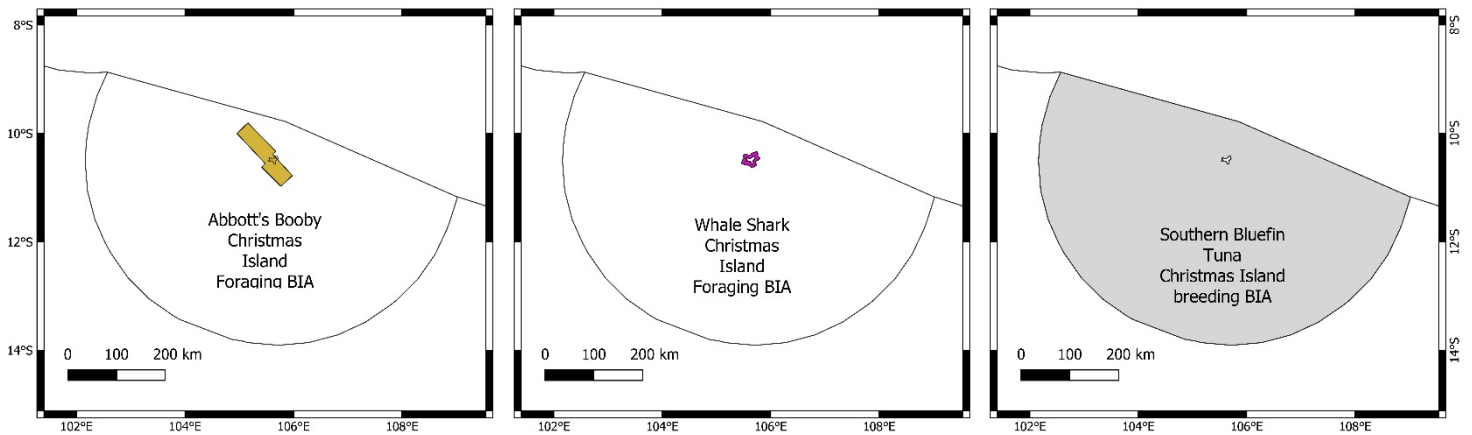 8°S
10°S
12°S
14°S
Abbott's Booby
Christmas
Island
Foraging BIA
0 100 200 km
102°E 104°E 106°E 108°E
Whale Shark
Christmas
Island
Foraging BIA
0 100 200 km
102°E 104°E 106°E 108°E
Southern Bluefin
Tuna
Christmas Island
breeding BIA
0 100 200 km
102°E 104°E 106°E 108°E
8°S
10°S
12°S
14°S